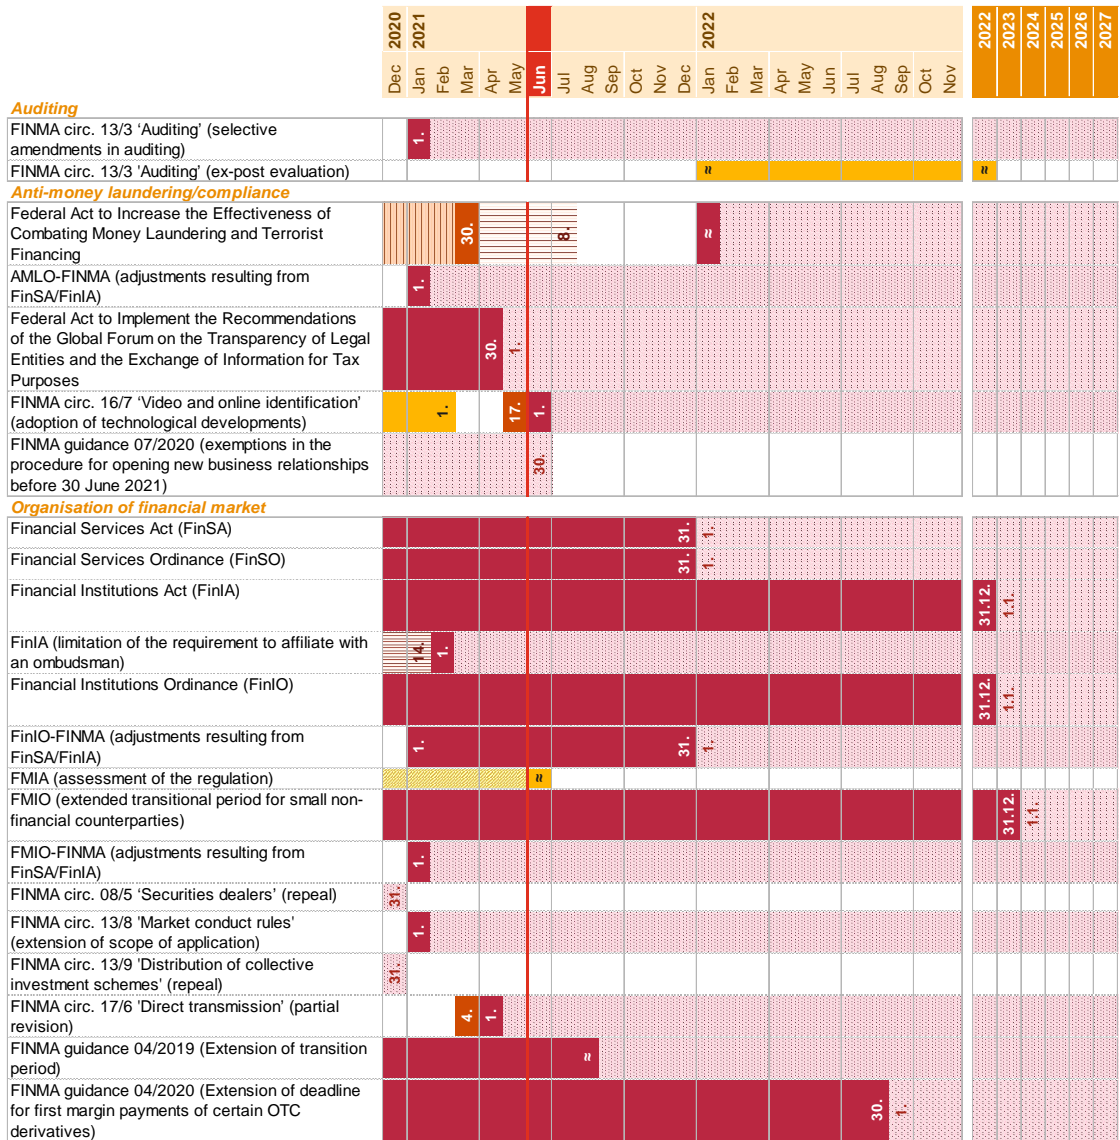 2020 2021 2022 2022 2023 2024 2025 2026 2027
Dec Jan Feb Mar Apr May Jun Jul Aug Sep Oct Nov Dec Jan Feb Mar Apr May Jun Jul Aug Sep Oct Nov
Auditing
FINMA circ. 13/3 ‘Auditing’ (selective
amendments in auditing)
1.
FINMA circ. 13/3 'Auditing' (ex-post evaluation)
≈ ≈
Anti-money laundering/compliance
Federal Act to Increase the Effectiveness of
Combating Money Laundering and Terrorist
Financing
30. 8. ≈
AMLO-FINMA (adjustments resulting from
FinSA/FinIA)
1.
Federal Act to Implement the Recommendations
of the Global Forum on the Transparency of Legal
Entities and the Exchange of Information for Tax
Purposes
30. 1.
FINMA circ. 16/7 ‘Video and online identification’
(adoption of technological developments)
1. 17. 1.
FINMA guidance 07/2020 (exemptions in the
procedure for opening new business relationships
before 30 June 2021)
30.
Organisation of financial market
Financial Services Act (FinSA)
31. 1.
Financial Services Ordinance (FinSO)
31. 1.
Financial Institutions Act (FinIA)
31.12. 1.1.
FinIA (limitation of the requirement to affiliate with
an ombudsman)
14. 1.
Financial Institutions Ordinance (FinIO)
31.12. 1.1.
FinIO-FINMA (adjustments resulting from
FinSA/FinIA)
1. 31. 1.
FMIA (assessment of the regulation)
≈
FMIO (extended transitional period for small non-
financial counterparties)
31.12. 1.1.
FMIO-FINMA (adjustments resulting from
FinSA/FinIA)
1.
FINMA circ. 08/5 ‘Securities dealers’ (repeal)
31.
FINMA circ. 13/8 'Market conduct rules'
(extension of scope of application)
1.
FINMA circ. 13/9 'Distribution of collective
investment schemes' (repeal)
31.
FINMA circ. 17/6 'Direct transmission' (partial
revision)
4. 1.
FINMA guidance 04/2019 (Extension of transition
period)
≈
FINMA guidance 04/2020 (Extension of deadline
for first margin payments of certain OTC
derivatives)
30. 1.